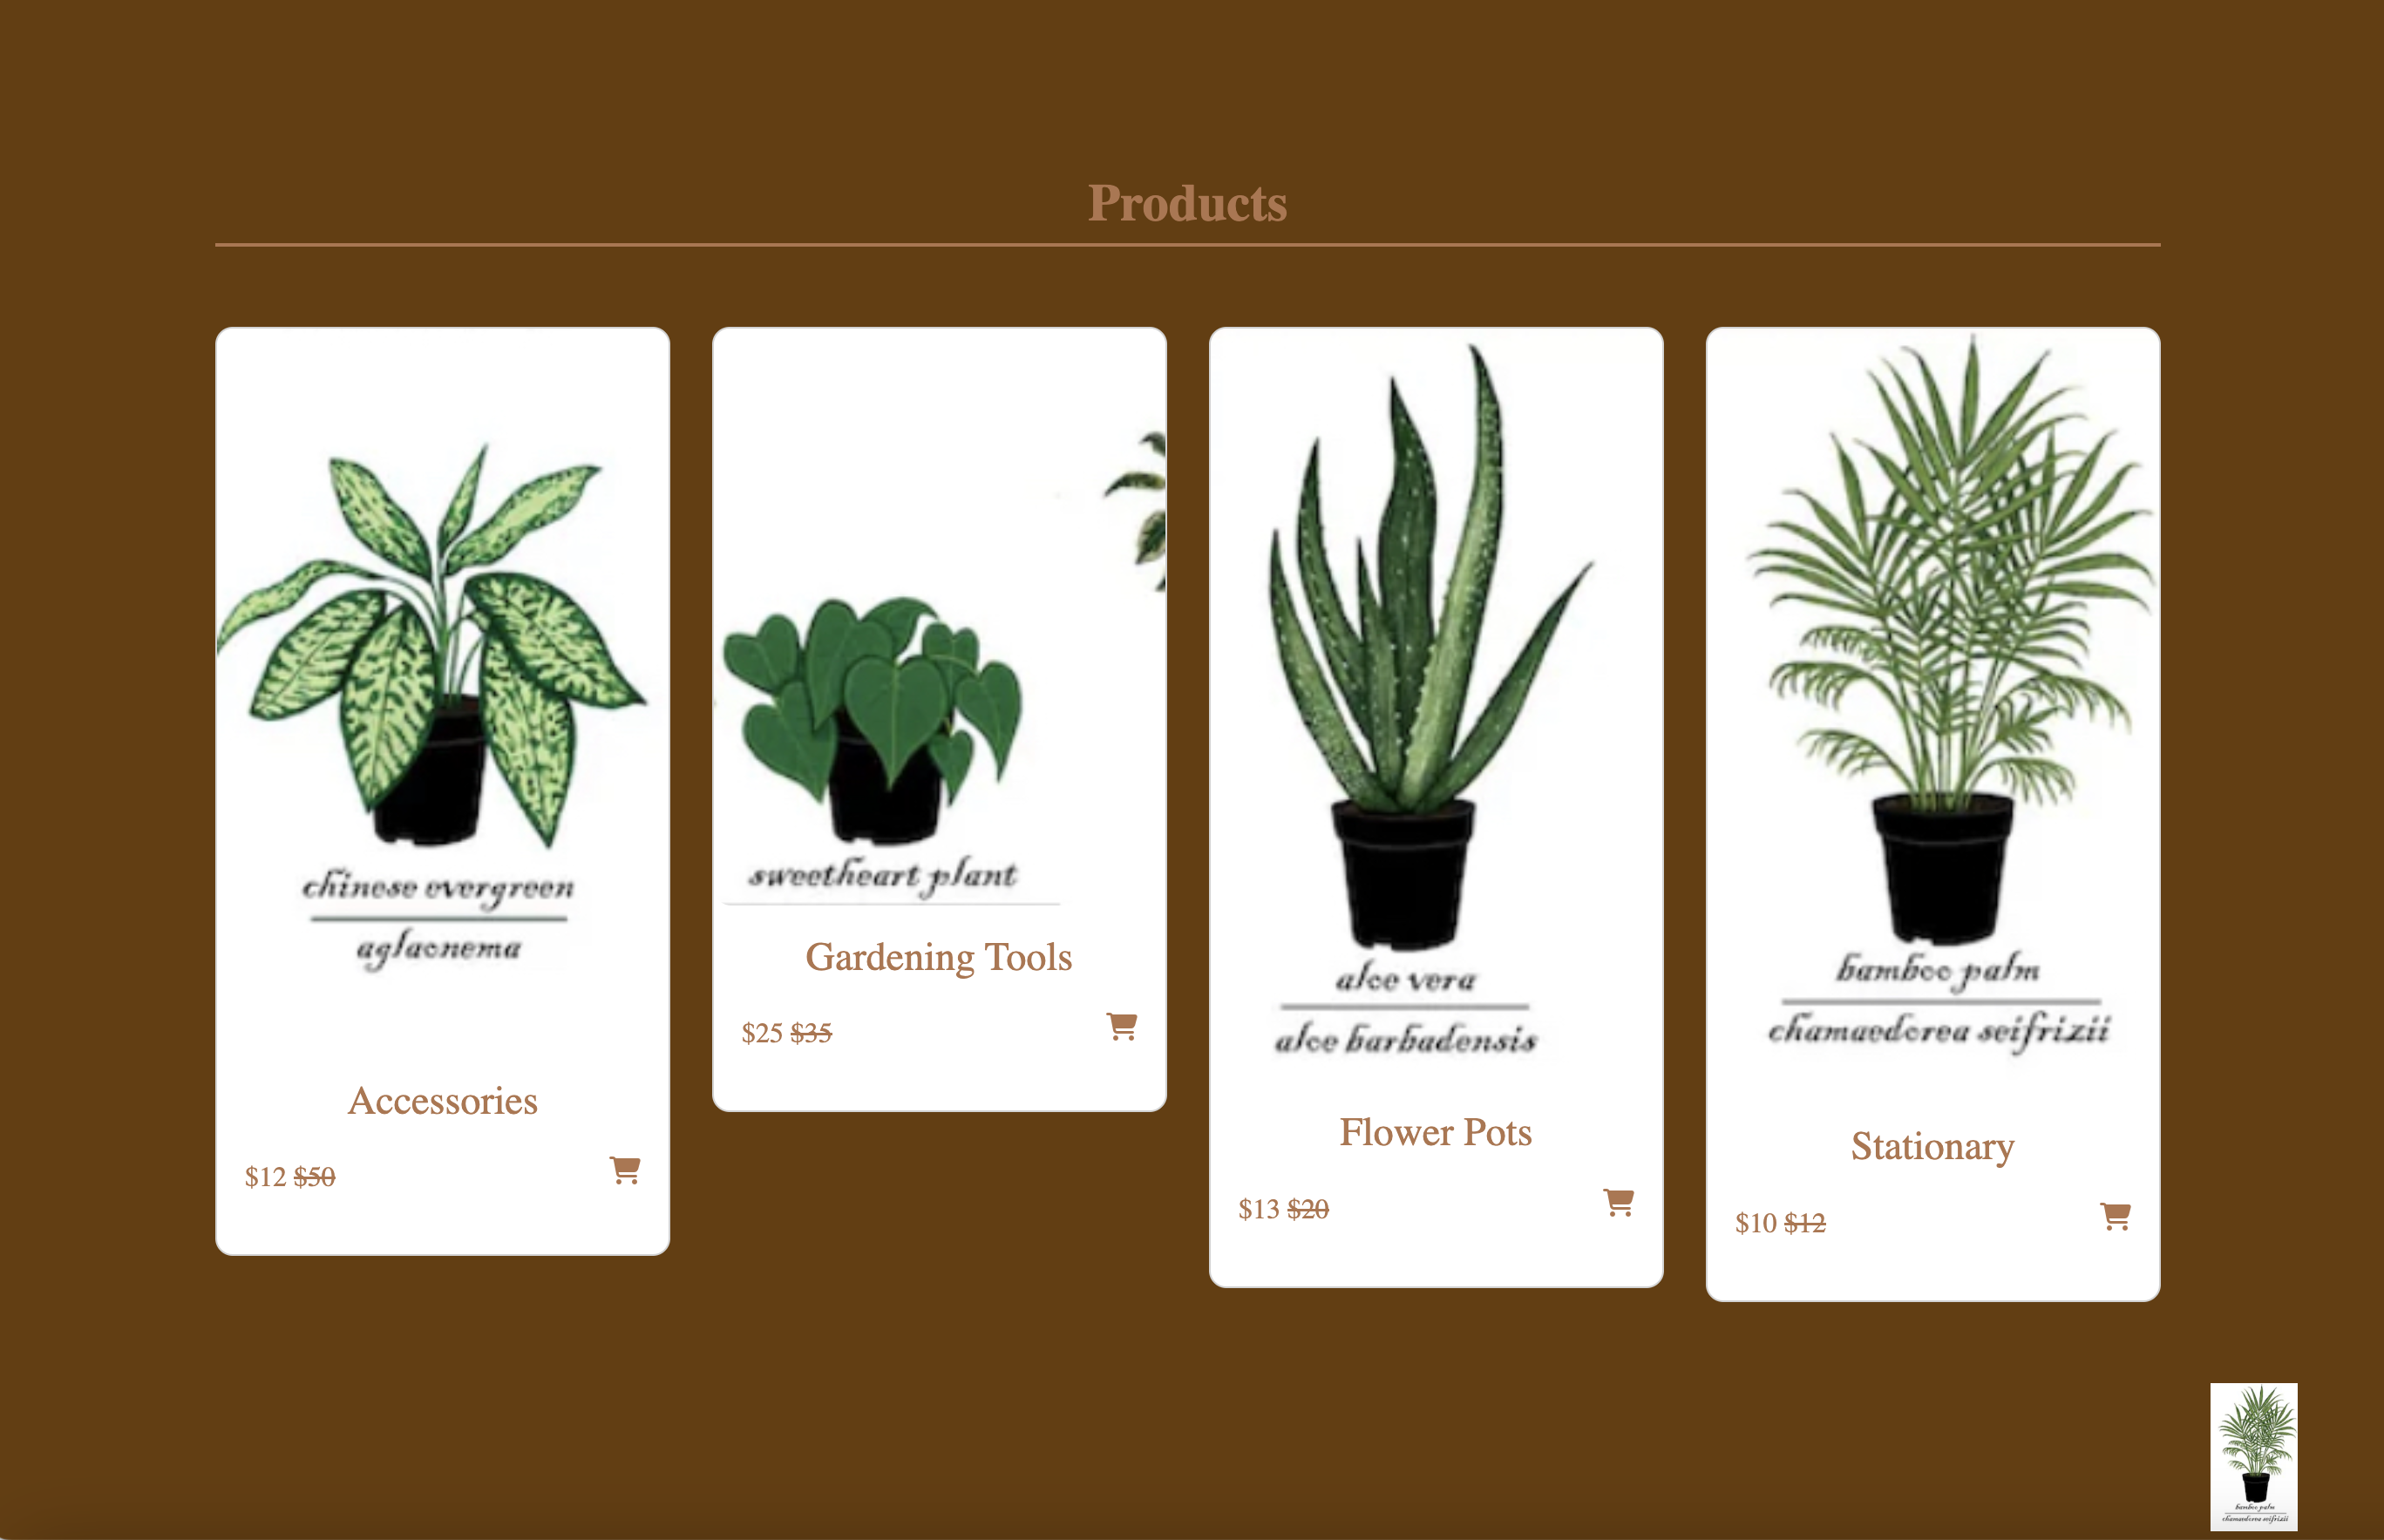 Products
chinese evergreen
aglaonema
Accessories
$12 $50
sweetheart plant
Gardening Tools
$25 $35
aloe vera
aloe barbadensis
Flower Pots
$13 $20
bamboo palm
chamaedorea seifrizii
Stationary
$10 $12
bamboo palm
chamaedorea seifrizii